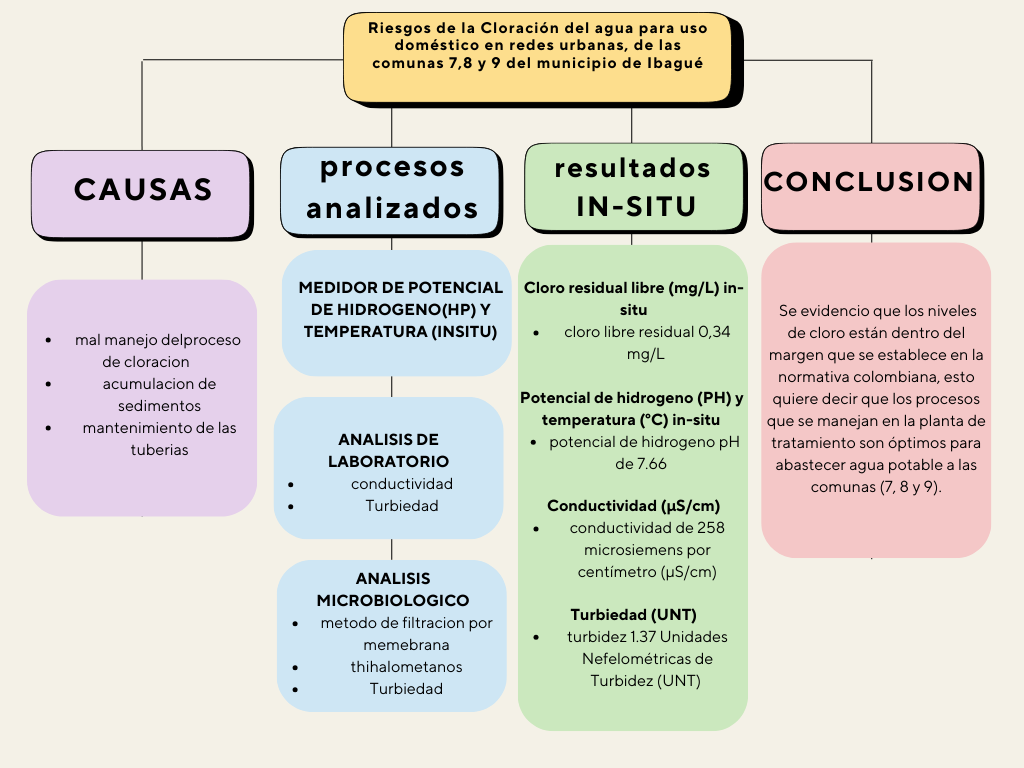 Riesgos de la Cloración del agua para uso
doméstico en redes urbanas, de las
comunas 7,8 y 9 del municipio de Ibagué
CAUSAS
• mal manejo delproceso
de cloracion
• acumulacion de
sedimentos
• mantenimiento de las
tuberias
procesos
analizados
MEDIDOR DE POTENCIAL
DE HIDROGENO(HP) Y
TEMPERATURA (INSITU)
ANALISIS DE
LABORATORIO
• conductividad
• Turbiedad
ANALISIS
MICROBIOLOGICO
• metodo de filtracion por
memebrana
• thihalometanos
• Turbiedad
resultados
IN-SITU
Cloro residual libre (mg/L) in-
situ
• cloro libre residual 0,34
mg/L
Potencial de hidrogeno (PH) y
temperatura (°C) in-situ
• potencial de hidrogeno pH
de 7.66
Conductividad (µS/cm)
• conductividad de 258
microsiemens por
centímetro (µS/cm)
Turbiedad (UNT)
• turbidez 1.37 Unidades
Nefelométricas de
Turbidez (UNT)
CONCLUSION
Se evidencio que los niveles
de cloro están dentro del
margen que se establece en la
normativa colombiana, esto
quiere decir que los procesos
que se manejan en la planta de
tratamiento son óptimos para
abastecer agua potable a las
comunas (7, 8 y 9).